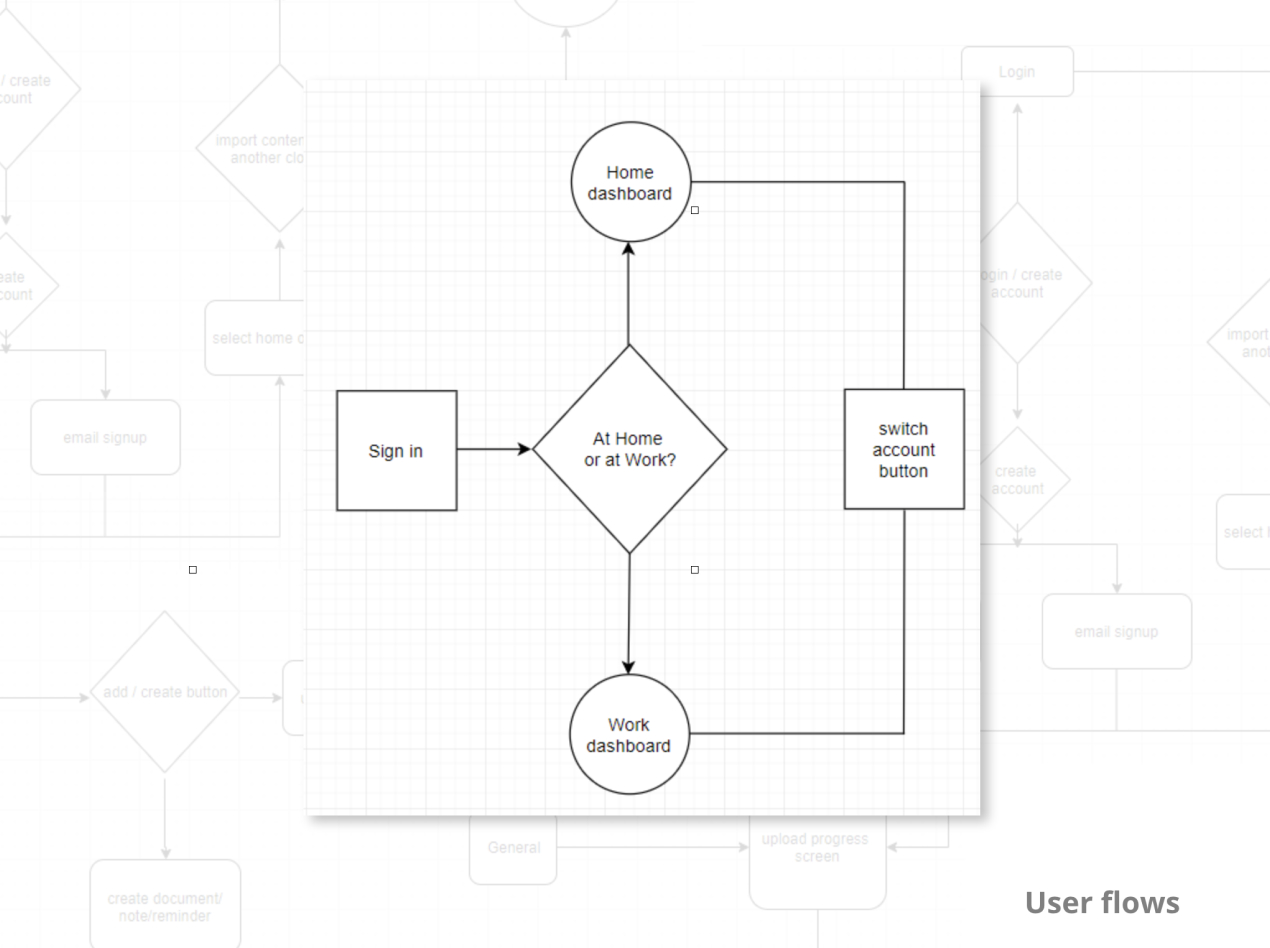 / create
count
import conten
another clo
Login
Home
dashboard
ogin / create
account
eate
count
select home c
import
anot
email signup
Sign in
At Home
or at Work?
switch
account
button
create
account
select
email signup
add / create button
Work
dashboard
General
upload progress
screen
create document/
note/reminder
User flows